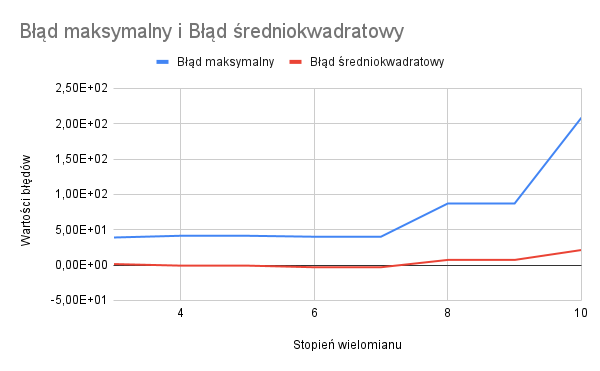 Błąd maksymalny i Błąd średniokwadratowy
Błąd maksymalny Błąd średniokwadratowy
2,50E+02
2,00E+02
1,50E+02
1,00E+02
5,00E+01
0,00E+00
-5,00E+01
Wartości błędów
4 6 8 10
Stopień wielomianu